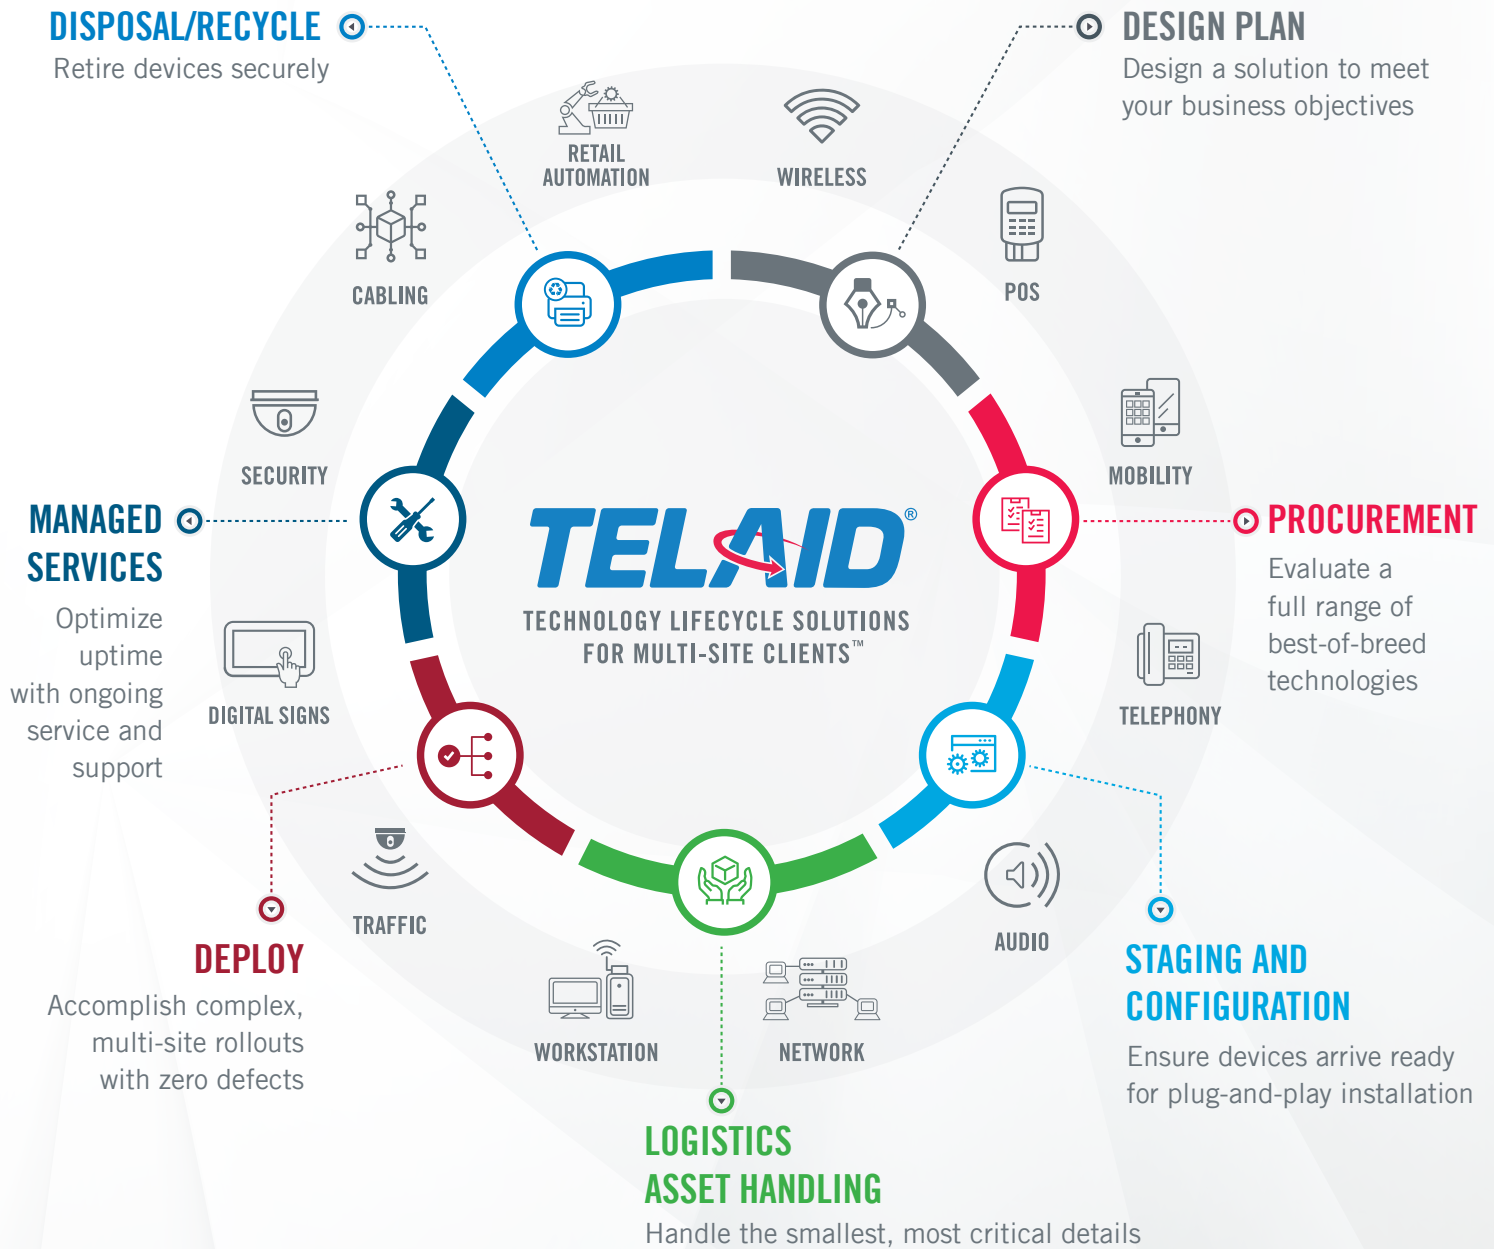 DISPOSAL/RECYCLE
Retire devices securely
DESIGN PLAN
Design a solution to meet
your business objectives
RETAIL
AUTOMATION
WIRELESS
CABLING
POS
SECURITY
MOBILITY
MANAGED
SERVICES
Optimize
uptime
with ongoing
service and
support
PROCUREMENT
Evaluate a
full range of
best-of-breed
technologies
TELAID®
TECHNOLOGY LIFECYCLE SOLUTIONS
FOR MULTI-SITE CLIENTS™
DIGITAL SIGNS
TELEPHONY
TRAFFIC
AUDIO
DEPLOY
Accomplish complex,
multi-site rollouts
with zero defects
WORKSTATION
NETWORK
STAGING AND
CONFIGURATION
Ensure devices arrive ready
for plug-and-play installation
LOGISTICS
ASSET HANDLING
Handle the smallest, most critical details